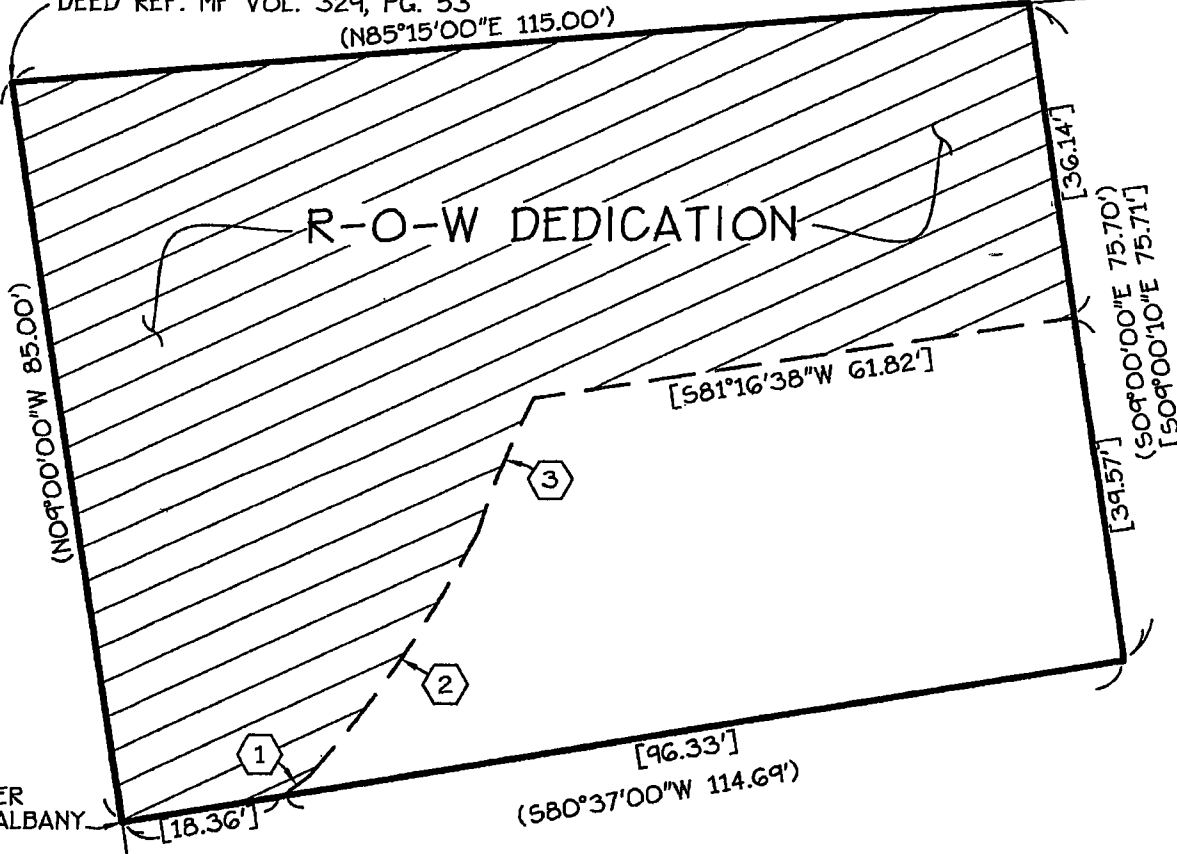 DEED REF. MF VOL. 329, PG. 53
(N85°15'00"E 115.00')
[36.14']
R-O-W DEDICATION
(S09°00'00"E 75.70')
[S09°00'10"E 75.71']
(N09°00'00"W 85.00')
[S81°16'38"W 61.82']
3
[39.57']
2
1
[96.33']
(S80°37'00"W 114.69')
[18.36']
ER
ALBANY